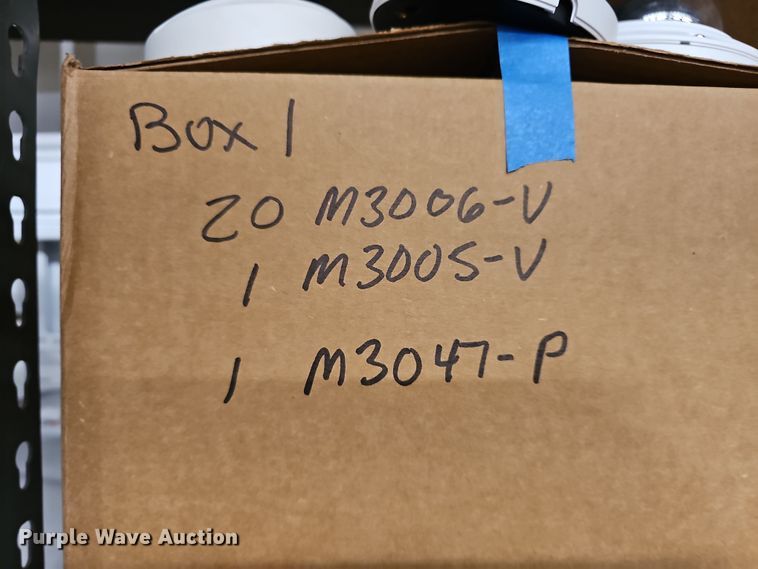 Box 1
20 M3006-V
1 M3005-V
1 M3047-P
Purple Wave Auction